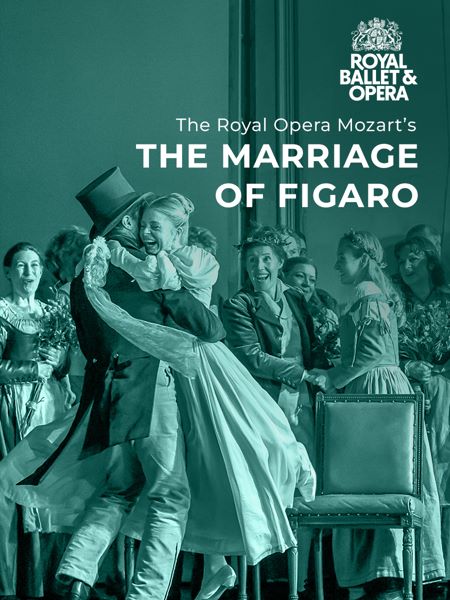 ROYAL
BALLET &
OPERA
The Royal Opera Mozart's
THE MARRIAGE
OF FIGARO